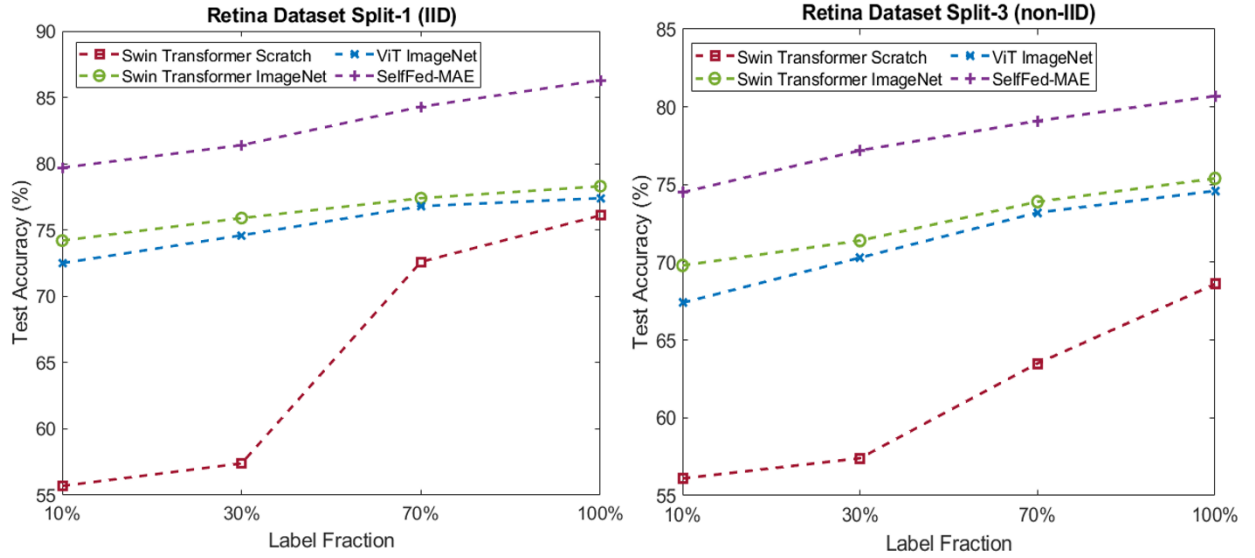 Retina Dataset Split-1 (IID)
90
85
80
75
70
65
60
55
Test Accuracy (%)
Swin Transformer Scratch
Swin Transformer ImageNet
ViT ImageNet
SelfFed-MAE
10%
30%
70%
100%
Label Fraction
Retina Dataset Split-3 (non-IID)
85
80
75
70
65
60
55
Test Accuracy (%)
Swin Transformer Scratch
Swin Transformer ImageNet
ViT ImageNet
SelfFed-MAE
10%
30%
70%
100%
Label Fraction